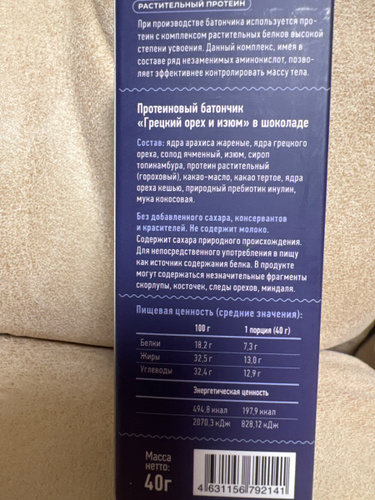 РАСТИТЕЛЬНЫЙ ПРОТЕИН
При производстве батончика используется про-
теин с комплексом растительных белков высокой
степени усвоения. Данный комплекс, имея в
составе ряд незаменимых аминокислот, позво-
ляет эффективнее контролировать массу тела.
Протеиновый батончик
«Грецкий орех и изюм» в шоколаде
Состав: ядра арахиса жареные, ядра грецкого
ореха, солод ячменный, изюм, сироп
топинамбура, протеин растительный
(гороховый), какао-масло, какао тертое, ядра
ореха кешью, природный пребиотик инулин,
мука кокосовая.
Без добавленного сахара, консервантов
и красителей. Не содержит молоко.
Содержит сахара природного происхождения.
Для непосредственного употребления в пищу
как источник содержания белка. В продукте
могут содержаться незначительные фрагменты
скорлупы, косточек, следы орехов, миндаля.
Пищевая ценность (средние значения):
100 г 1 порция (40 г)
Белки 18,2 г 7,3 г
Жиры 32,5 г 13,0 г
Углеводы 32,4 г 12,9 г
Энергетическая ценность
494,8 ккал 197,9 ккал
2070,3 кДж 828,12 кДж
Масса
нетто:
40г
4 631156 792141